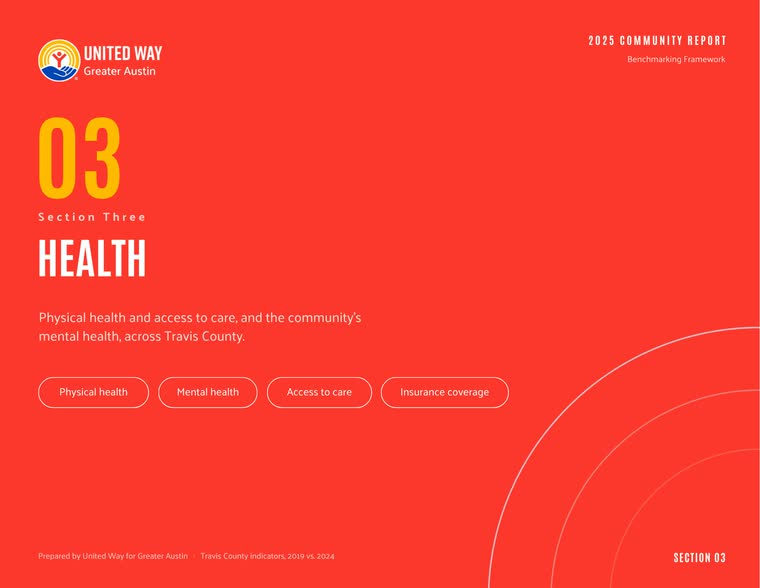 UNITED WAY
Greater Austin
2025 COMMUNITY REPORT
Benchmarking Framework
03
Section Three
HEALTH
Physical health and access to care, and the community's
mental health, across Travis County.
Physical health
Mental health
Access to care
Insurance coverage
Prepared by United Way for Greater Austin · Travis County indicators, 2019 vs. 2024
SECTION 03